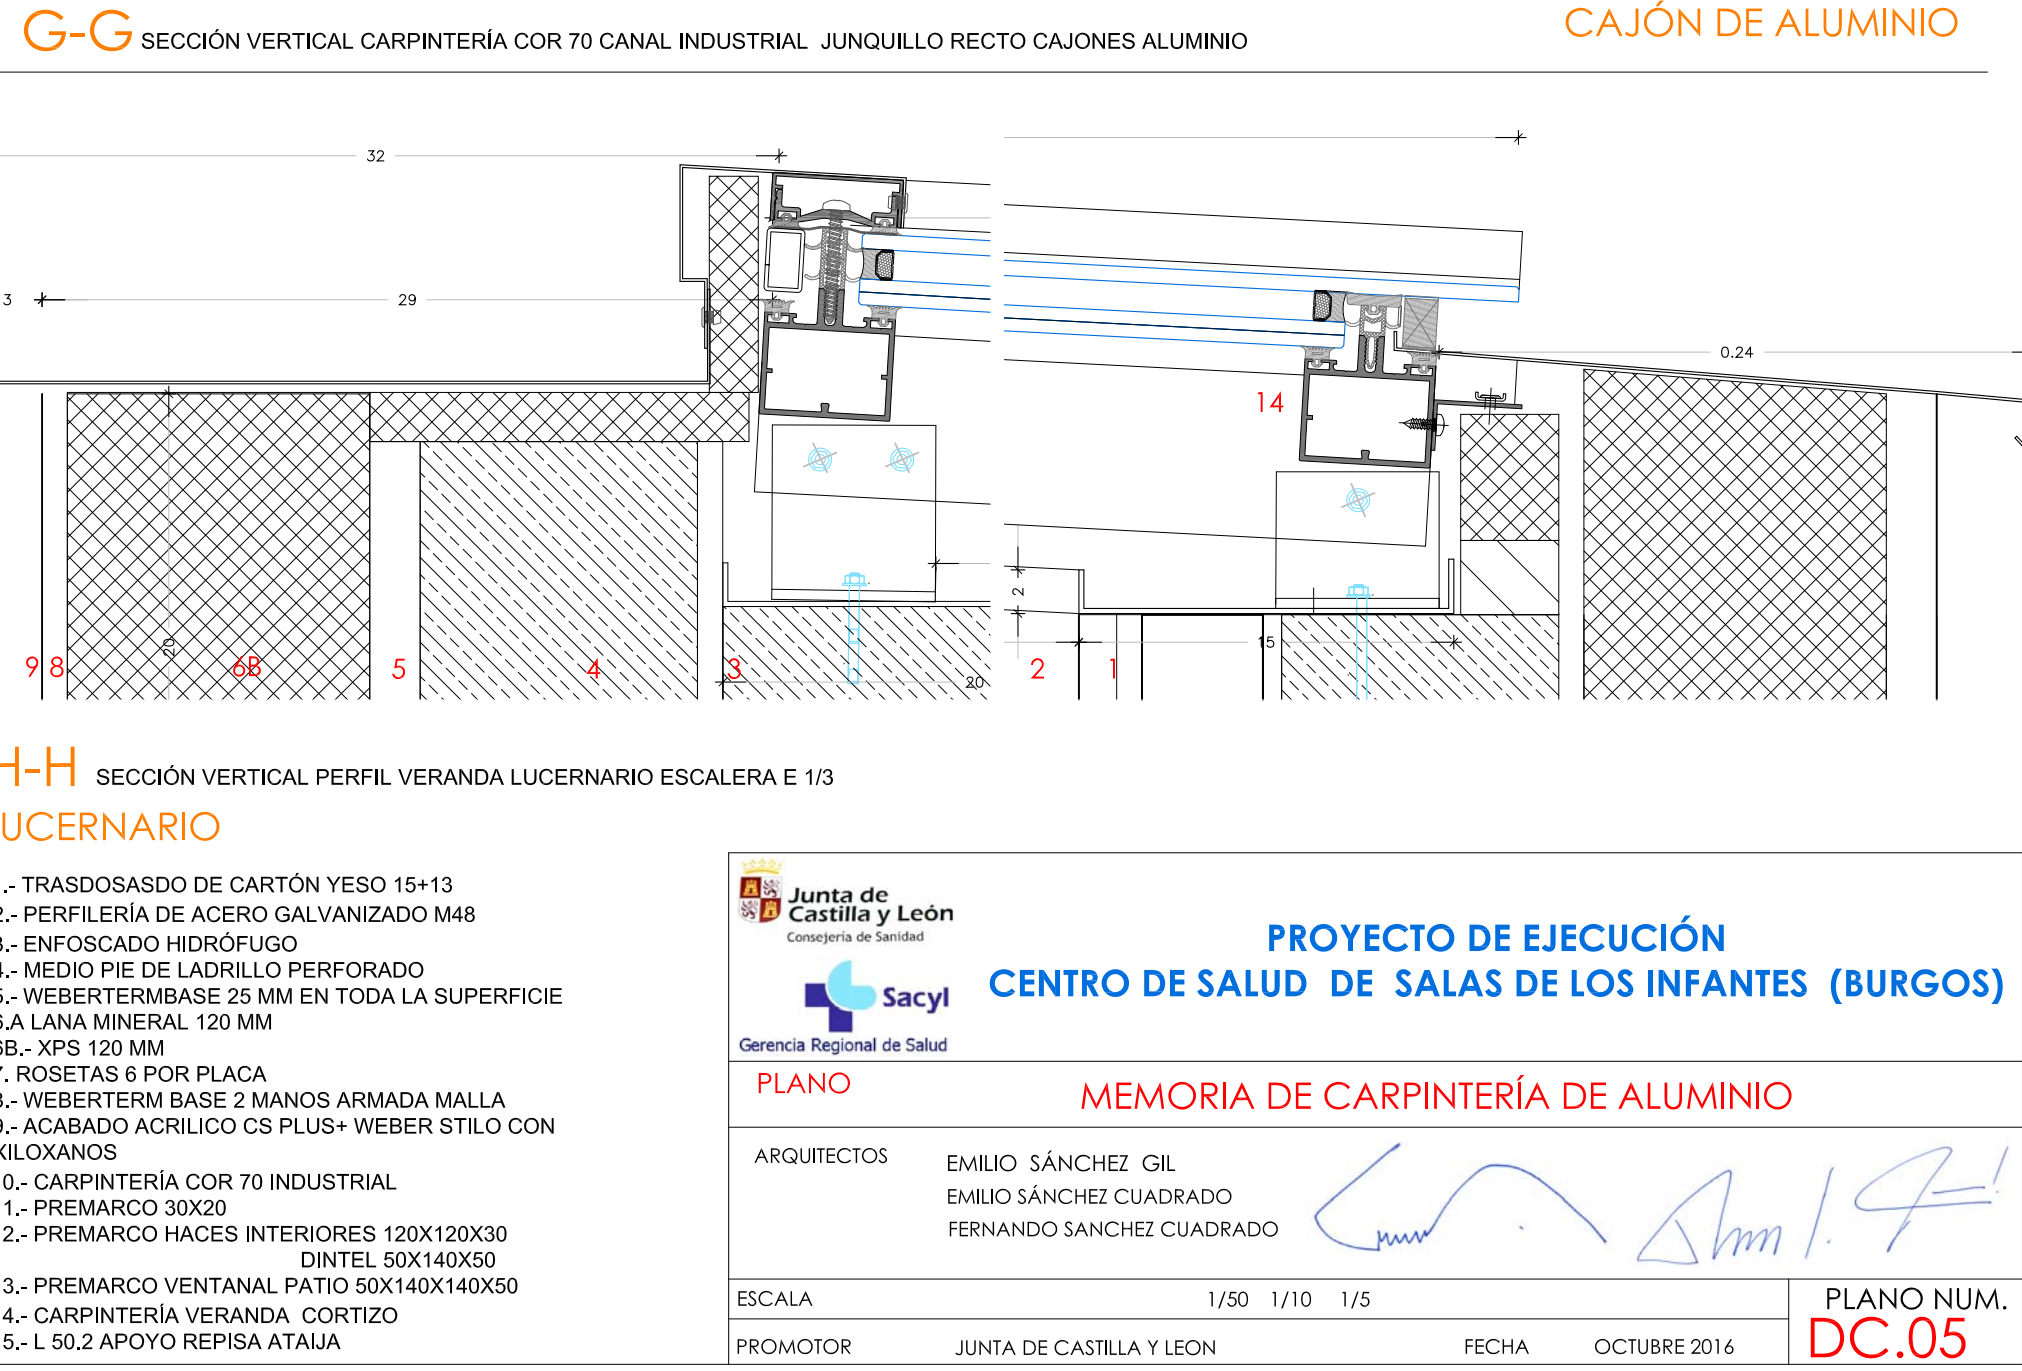 G-G SECCIÓN VERTICAL CARPINTERÍA COR 70 CANAL INDUSTRIAL JUNQUILLO RECTO CAJONES ALUMINIO
CAJÓN DE ALUMINIO
32
3
29
0.24
14
2
15
20
9 8 6B 5 4 3 2 1
20
H-H SECCIÓN VERTICAL PERFIL VERANDA LUCERNARIO ESCALERA E 1/3
UCERNARIO
.- TRASDOSASDO DE CARTÓN YESO 15+13
2.- PERFILERÍA DE ACERO GALVANIZADO M48
3.- ENFOSCADO HIDRÓFUGO
4.- MEDIO PIE DE LADRILLO PERFORADO
5.- WEBERTERMBASE 25 MM EN TODA LA SUPERFICIE
6.A LANA MINERAL 120 MM
6B.- XPS 120 MM
7. ROSETAS 6 POR PLACA
8.- WEBERTERM BASE 2 MANOS ARMADA MALLA
9.- ACABADO ACRILICO CS PLUS+ WEBER STILO CON
XILOXANOS
0.- CARPINTERÍA COR 70 INDUSTRIAL
1.- PREMARCO 30X20
2.- PREMARCO HACES INTERIORES 120X120X30
DINTEL 50X140X50
3.- PREMARCO VENTANAL PATIO 50X140X140X50
4.- CARPINTERÍA VERANDA CORTIZO
5.- L 50.2 APOYO REPISA ATAIJA
Junta de
Castilla y León
Consejería de Sanidad
Sacyl
Gerencia Regional de Salud
PROYECTO DE EJECUCIÓN
CENTRO DE SALUD DE SALAS DE LOS INFANTES (BURGOS)
PLANO
MEMORIA DE CARPINTERÍA DE ALUMINIO
ARQUITECTOS
EMILIO SÁNCHEZ GIL
EMILIO SÁNCHEZ CUADRADO
FERNANDO SANCHEZ CUADRADO
ESCALA 1/50 1/10 1/5
PROMOTOR JUNTA DE CASTILLA Y LEON FECHA OCTUBRE 2016
PLANO NUM.
DC.05